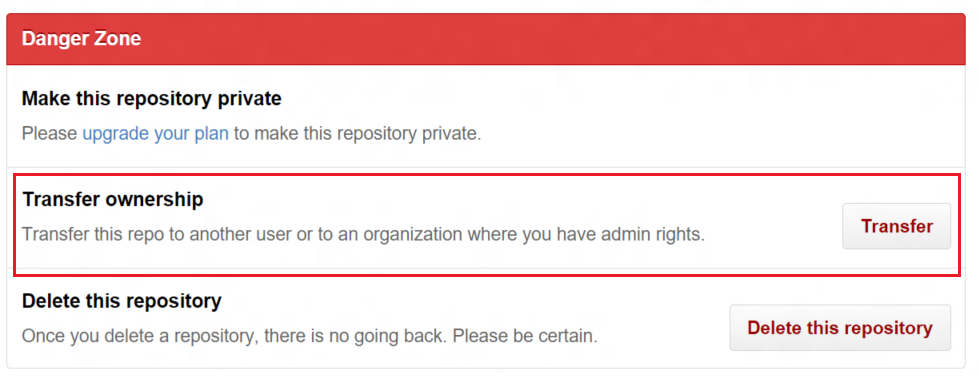 Danger Zone
Make this repository private
Please upgrade your plan to make this repository private.
Transfer ownership
Transfer this repo to another user or to an organization where you have admin rights.
Transfer
Delete this repository
Once you delete a repository, there is no going back. Please be certain.
Delete this repository